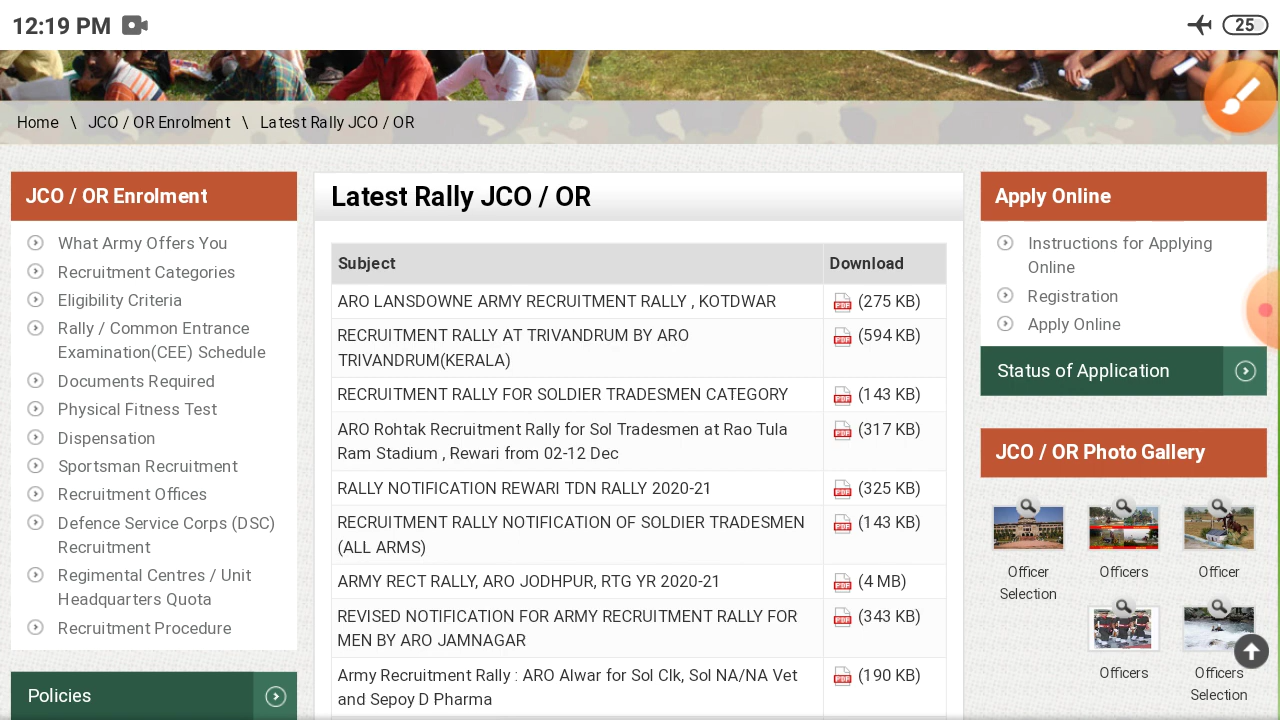 12:19 PM
25
Home \ JCO / OR Enrolment \ Latest Rally JCO / OR
JCO / OR Enrolment
What Army Offers You
Recruitment Categories
Eligibility Criteria
Rally / Common Entrance
Examination(CEE) Schedule
Documents Required
Physical Fitness Test
Dispensation
Sportsman Recruitment
Recruitment Offices
Defence Service Corps (DSC)
Recruitment
Regimental Centres / Unit
Headquarters Quota
Recruitment Procedure
Policies
Latest Rally JCO / OR
Subject Download
ARO LANSDOWNE ARMY RECRUITMENT RALLY , KOTDWAR PDF (275 KB)
RECRUITMENT RALLY AT TRIVANDRUM BY ARO PDF (594 KB)
TRIVANDRUM(KERALA)
RECRUITMENT RALLY FOR SOLDIER TRADESMEN CATEGORY PDF (143 KB)
ARO Rohtak Recruitment Rally for Sol Tradesmen at Rao Tula PDF (317 KB)
Ram Stadium , Rewari from 02-12 Dec
RALLY NOTIFICATION REWARI TDN RALLY 2020-21 PDF (325 KB)
RECRUITMENT RALLY NOTIFICATION OF SOLDIER TRADESMEN PDF (143 KB)
(ALL ARMS)
ARMY RECT RALLY, ARO JODHPUR, RTG YR 2020-21 PDF (4 MB)
REVISED NOTIFICATION FOR ARMY RECRUITMENT RALLY FOR PDF (343 KB)
MEN BY ARO JAMNAGAR
Army Recruitment Rally : ARO Alwar for Sol Clk, Sol NA/NA Vet PDF (190 KB)
and Sepoy D Pharma
Apply Online
Instructions for Applying
Online
Registration
Apply Online
Status of Application
JCO / OR Photo Gallery
Officer
Selection
Officers
Officer
Officers
Officers
Selection